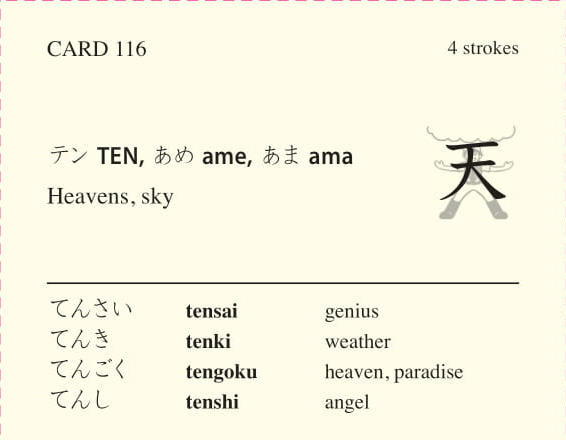 CARD 116
4 strokes
テン TEN, あめ ame, あま ama
天
Heavens, sky
てんさい tensai genius
てんき tenki weather
てんごく tengoku heaven, paradise
てんし tenshi angel